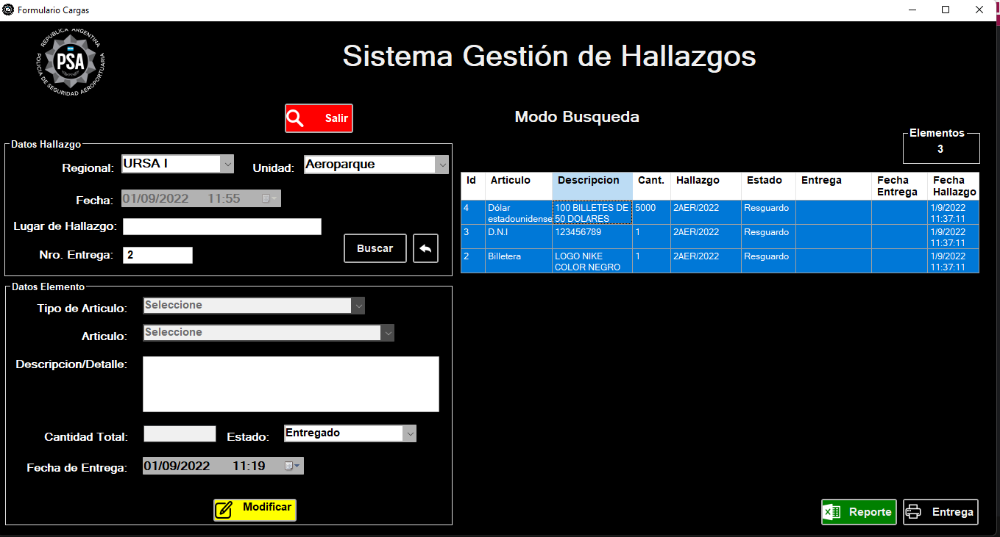 Formulario Cargas
REPUBLICA ARGENTINA
PSA
POLICIA DE SEGURIDAD AEROPORTUARIA
Sistema Gestión de Hallazgos
Salir
Modo Busqueda
Elementos
3
Datos Hallazgo
Regional: URSA I Unidad: Aeroparque
Fecha: 01/09/2022 11:55
Lugar de Hallazgo:
Nro. Entrega: 2
Buscar
Datos Elemento
Tipo de Articulo: Seleccione
Articulo: Seleccione
Descripcion/Detalle:
Cantidad Total: Estado: Entregado
Fecha de Entrega: 01/09/2022 11:19
Modificar
Id Articulo Descripcion Cant. Hallazgo Estado Entrega Fecha Fecha
Entrega Hallazgo
4 Dólar 100 BILLETES DE 5000 2AER/2022 Resguardo 1/9/2022
estadounidense 50 DOLARES 11:37:11
3 D.N.I 123456789 1 2AER/2022 Resguardo 1/9/2022
11:37:11
2 Billetera LOGO NIKE 1 2AER/2022 Resguardo 1/9/2022
COLOR NEGRO 11:37:11
Reporte
Entrega